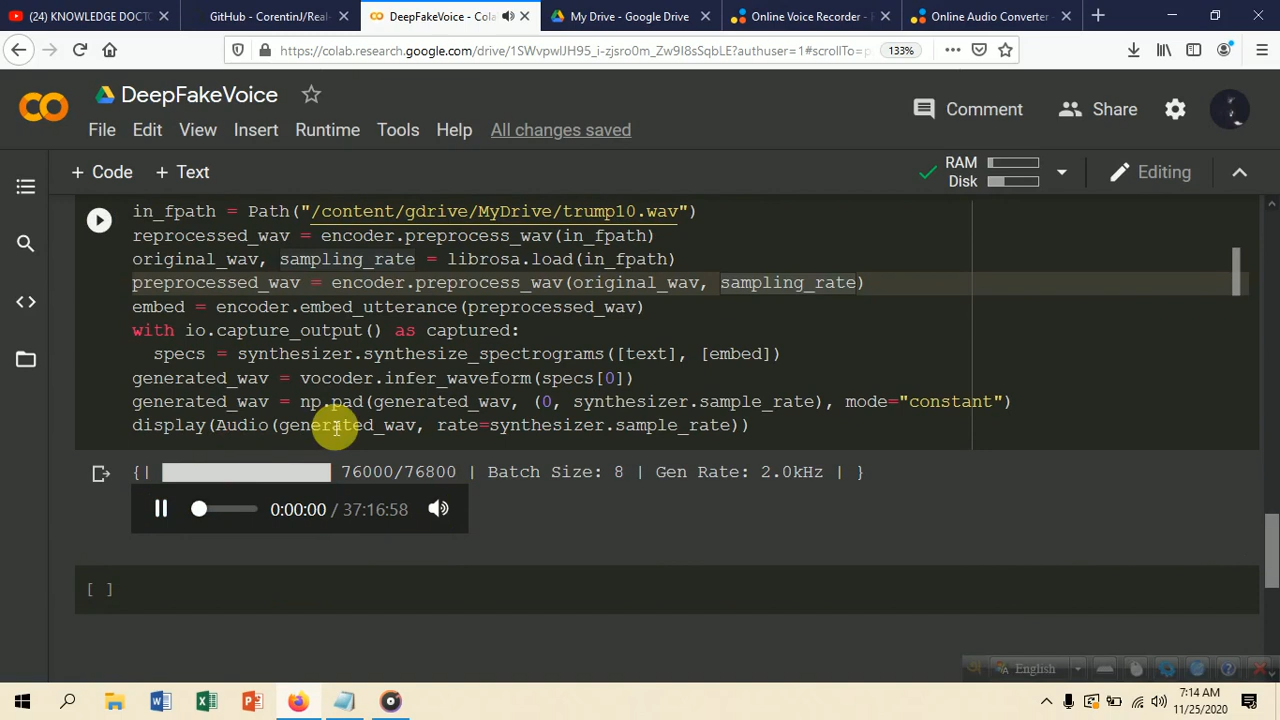 (24) KNOWLEDGE DOCTO
GitHub - CorentinJ/Real-
DeepFakeVoice - Cola
My Drive - Google Drive
Online Voice Recorder - R
Online Audio Converter -
https://colab.research.google.com/drive/1SWvpwIJH95_i-zjsro0m_Zw9I8sSqbLE?authuser=1#scrollTo=p
133%
CO
DeepFakeVoice
Comment
Share
File Edit View Insert Runtime Tools Help All changes saved
+ Code + Text
RAM
Disk
Editing
in_fpath = Path("/content/gdrive/MyDrive/trump10.wav")
reprocessed_wav = encoder.preprocess_wav(in_fpath)
original_wav, sampling_rate = librosa.load(in_fpath)
preprocessed_wav = encoder.preprocess_wav(original_wav, sampling_rate)
embed = encoder.embed_utterance(preprocessed_wav)
with io.capture_output() as captured:
specs = synthesizer.synthesize_spectrograms([text], [embed])
generated_wav = vocoder.infer_waveform(specs[0])
generated_wav = np.pad(generated_wav, (0, synthesizer.sample_rate), mode="constant")
display(Audio(generated_wav, rate=synthesizer.sample_rate))
{| 76000/76800 | Batch Size: 8 | Gen Rate: 2.0kHz | }
0:00:00 / 37:16:58
[ ]
English
7:14 AM
11/25/2020